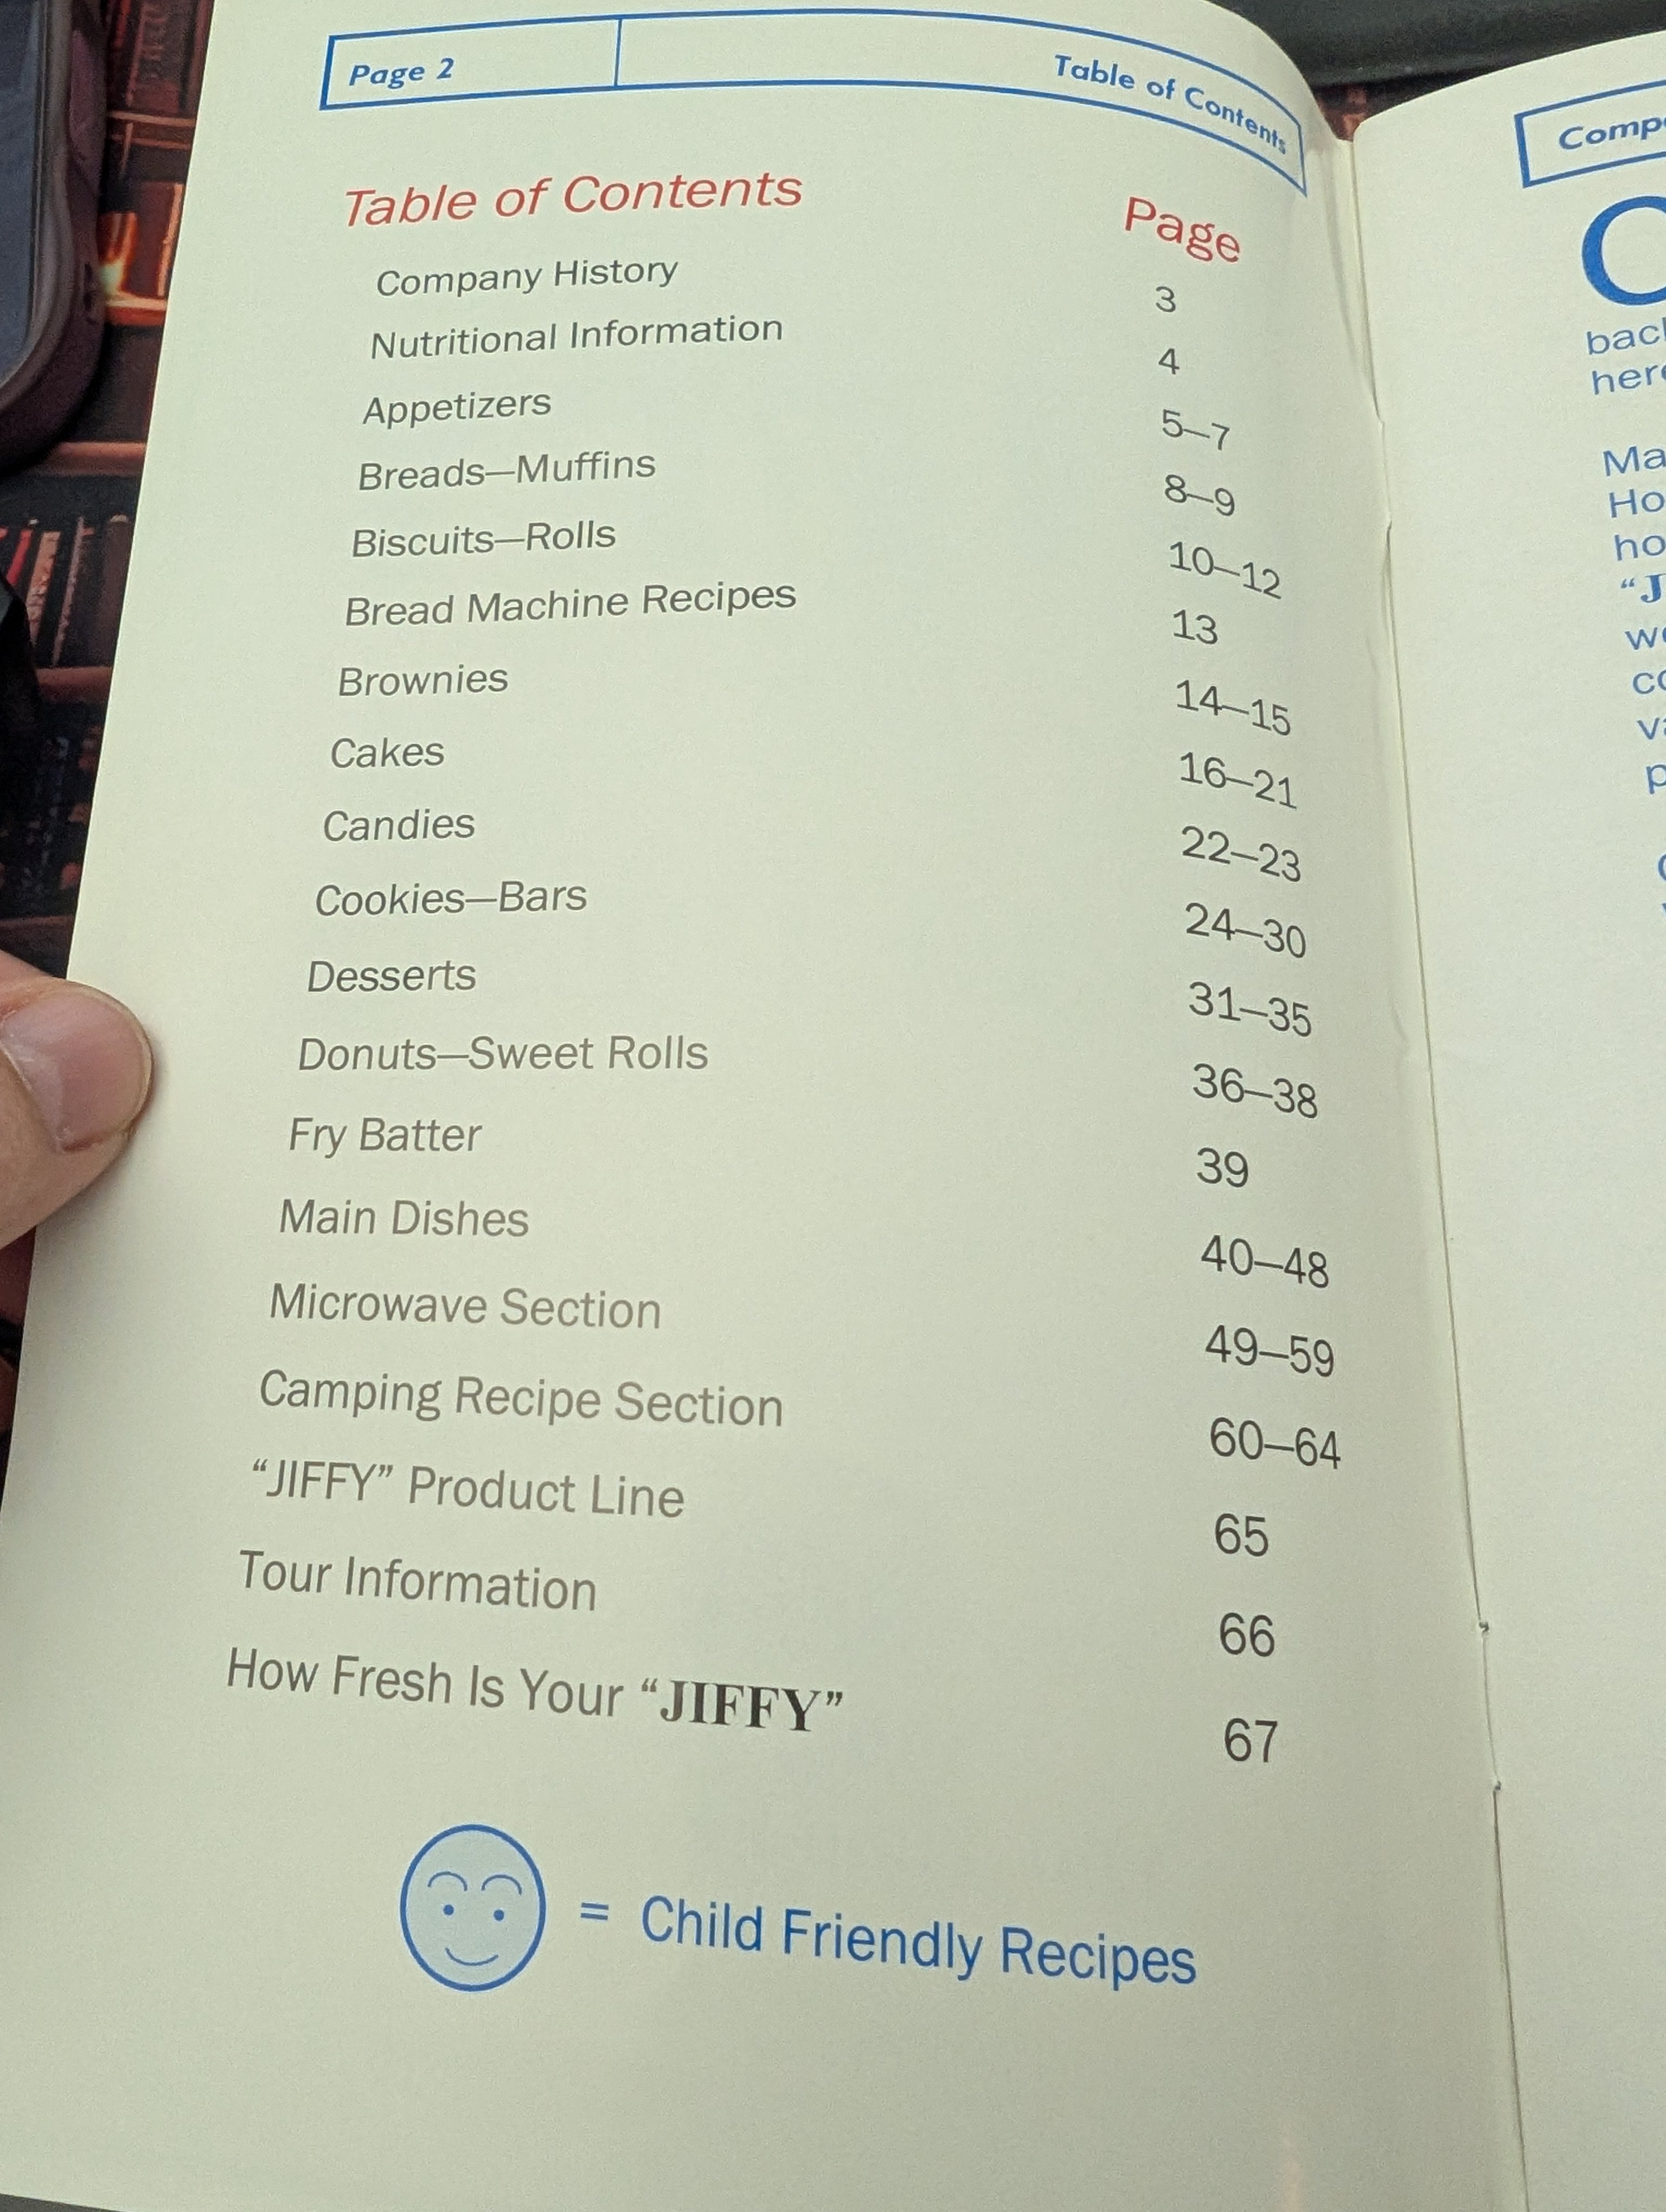 Page 2 Table of Contents
Table of Contents Page
Company History 3
Nutritional Information 4
Appetizers 5–7
Breads—Muffins 8–9
Biscuits—Rolls 10–12
Bread Machine Recipes 13
Brownies 14–15
Cakes 16–21
Candies 22–23
Cookies—Bars 24–30
Desserts 31–35
Donuts—Sweet Rolls 36–38
Fry Batter 39
Main Dishes 40–48
Microwave Section 49–59
Camping Recipe Section 60–64
“JIFFY” Product Line 65
Tour Information 66
How Fresh Is Your “JIFFY” 67
= Child Friendly Recipes